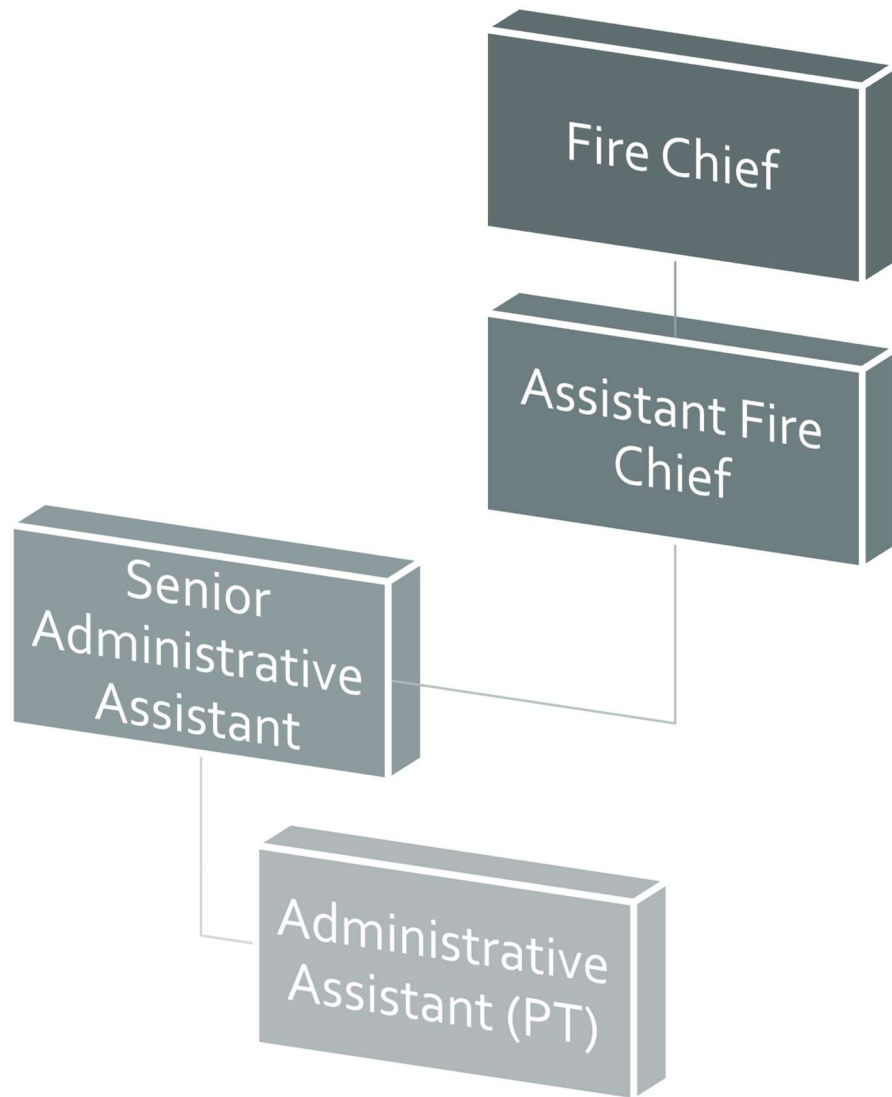 Fire Chief
Assistant Fire
Chief
Senior
Administrative
Assistant
Administrative
Assistant (PT)